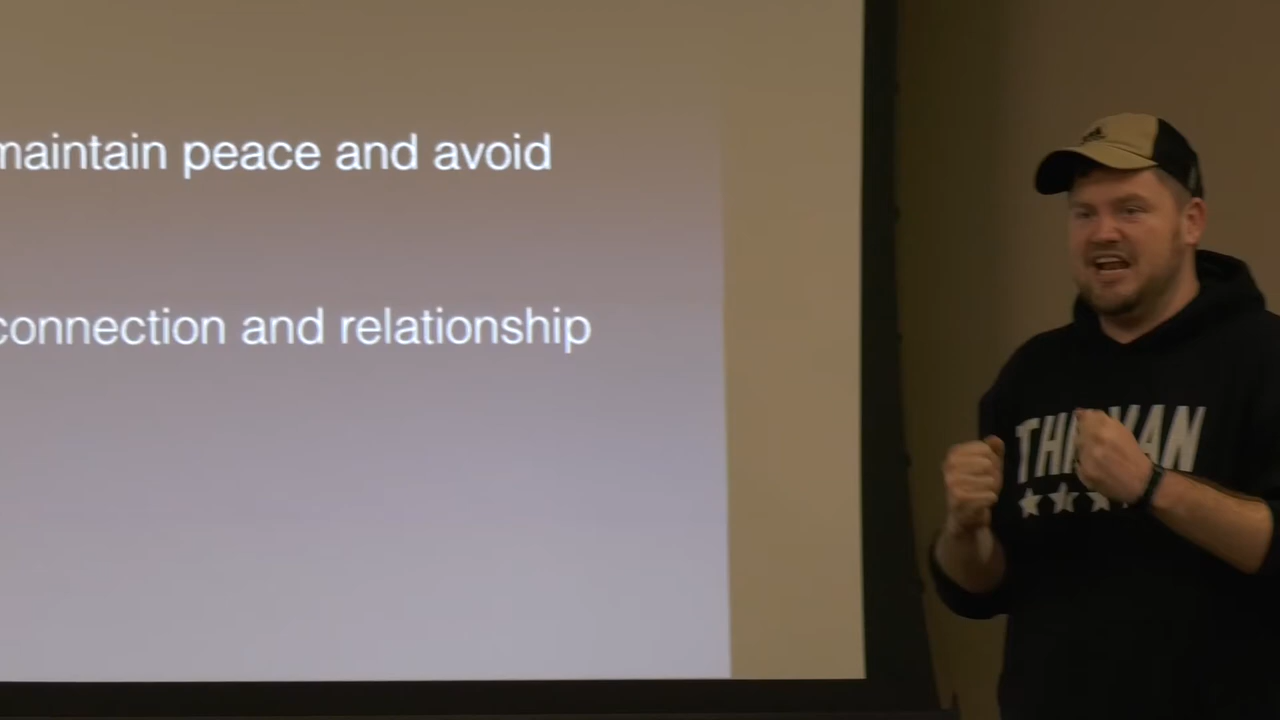 maintain peace and avoid
connection and relationship